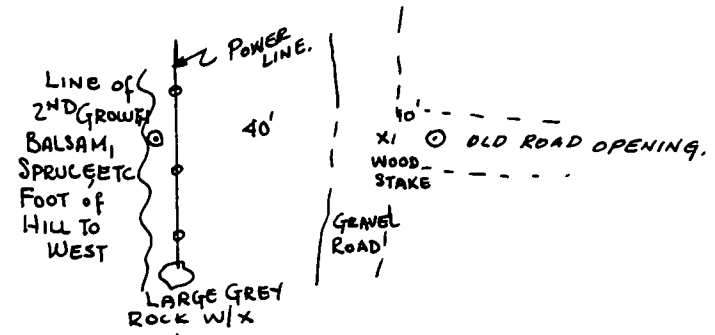 POWER
LINE.
LINE OF
2ND GROWTH
BALSAM,
SPRUCE, ETC
FOOT OF
HILL TO
WEST
40'
40'
X1
WOOD
STAKE
OLD ROAD OPENING.
GRAVEL
ROAD
LARGE GREY
ROCK W/X